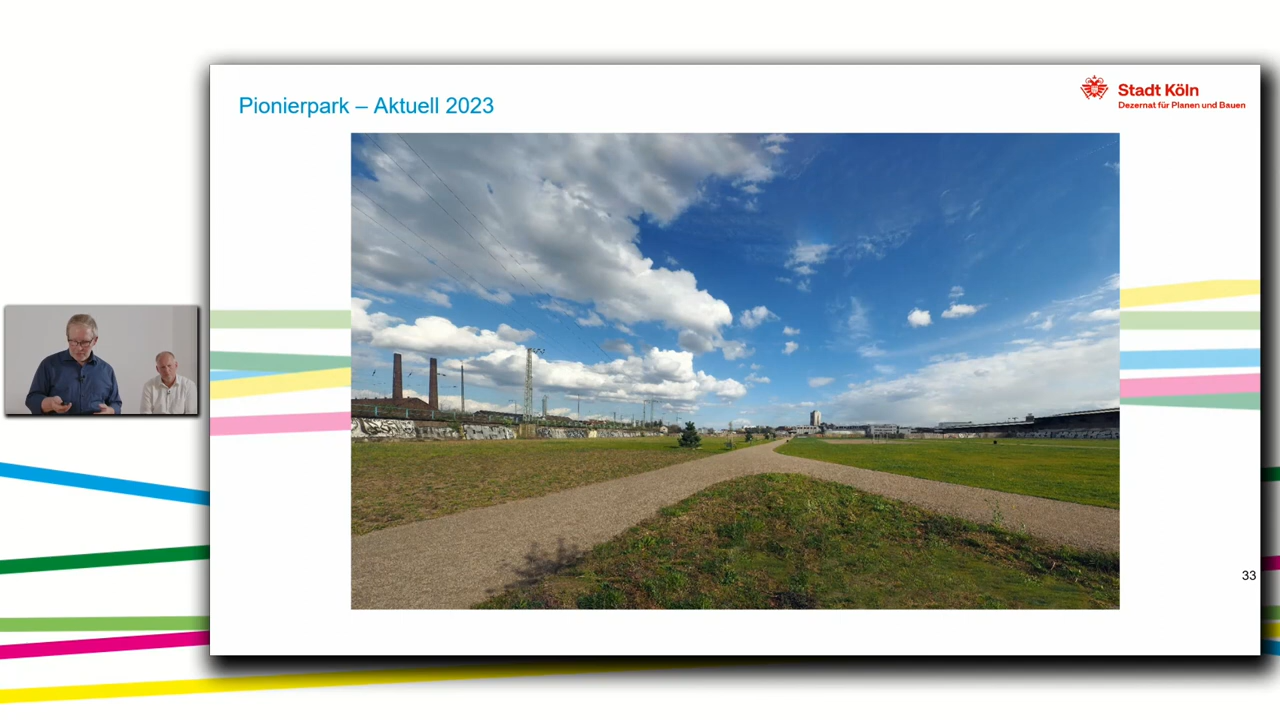 Pionierpark – Aktuell 2023
Stadt Köln
Dezernat für Planen und Bauen
33